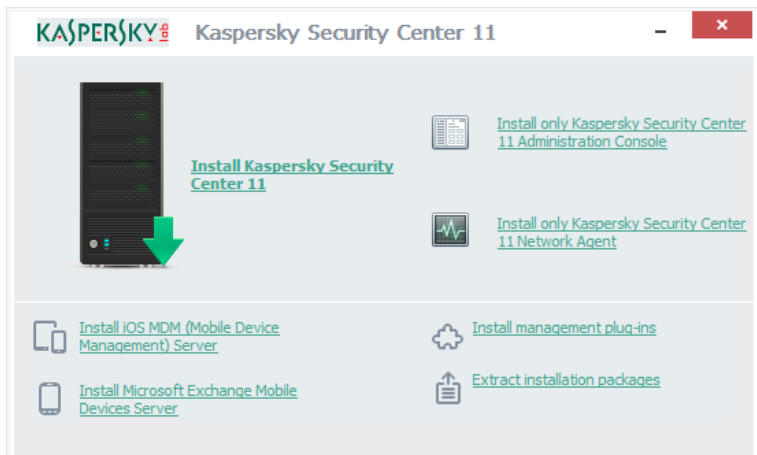 KASPERSKY lab
Kaspersky Security Center 11
Install Kaspersky Security
Center 11
Install only Kaspersky Security Center
11 Administration Console
Install only Kaspersky Security Center
11 Network Agent
Install iOS MDM (Mobile Device
Management) Server
Install Microsoft Exchange Mobile
Devices Server
Install management plug-ins
Extract installation packages